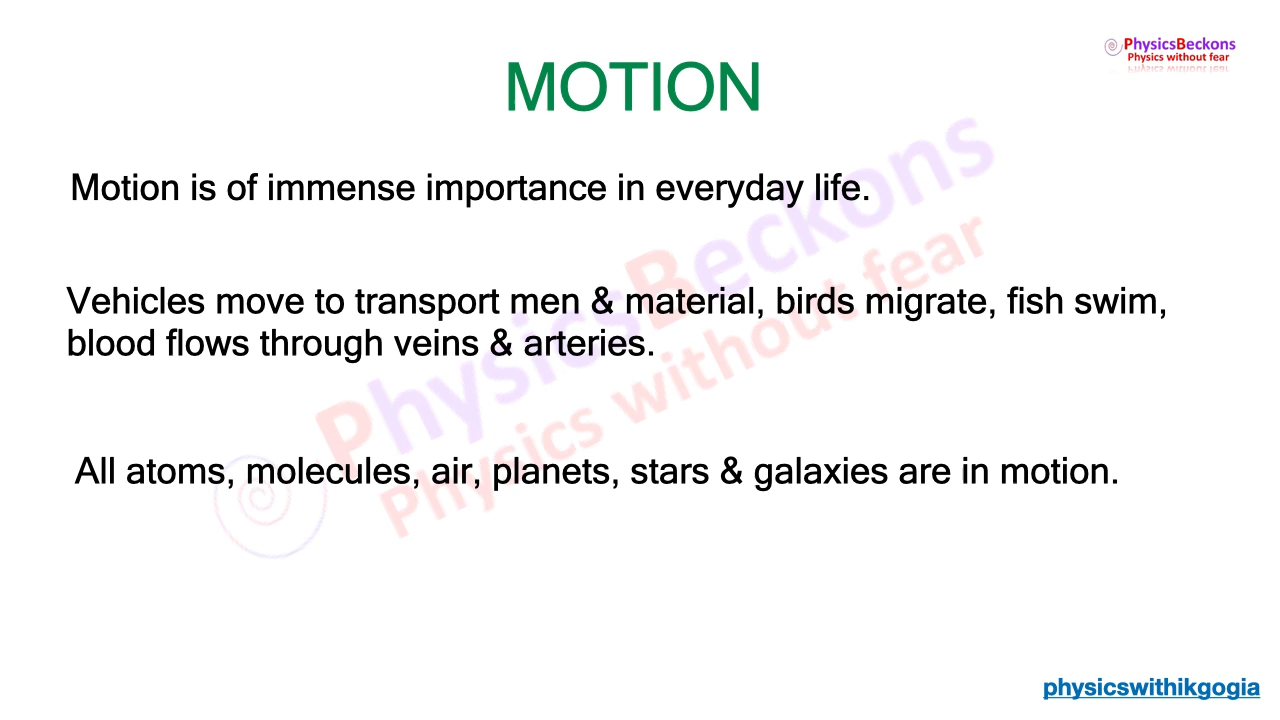 PhysicsBeckons
Physics without fear
MOTION
Motion is of immense importance in everyday life.
Vehicles move to transport men & material, birds migrate, fish swim,
blood flows through veins & arteries.
All atoms, molecules, air, planets, stars & galaxies are in motion.
PhysicsBeckons
Physics without fear
physicswithikgogia